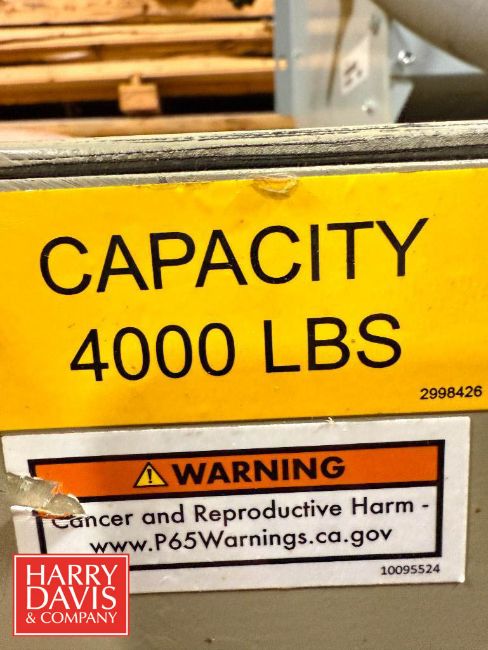 CAPACITY
4000 LBS
2998426
WARNING
Cancer and Reproductive Harm -
www.P65Warnings.ca.gov
10095524
HARRY
DAVIS
& COMPANY